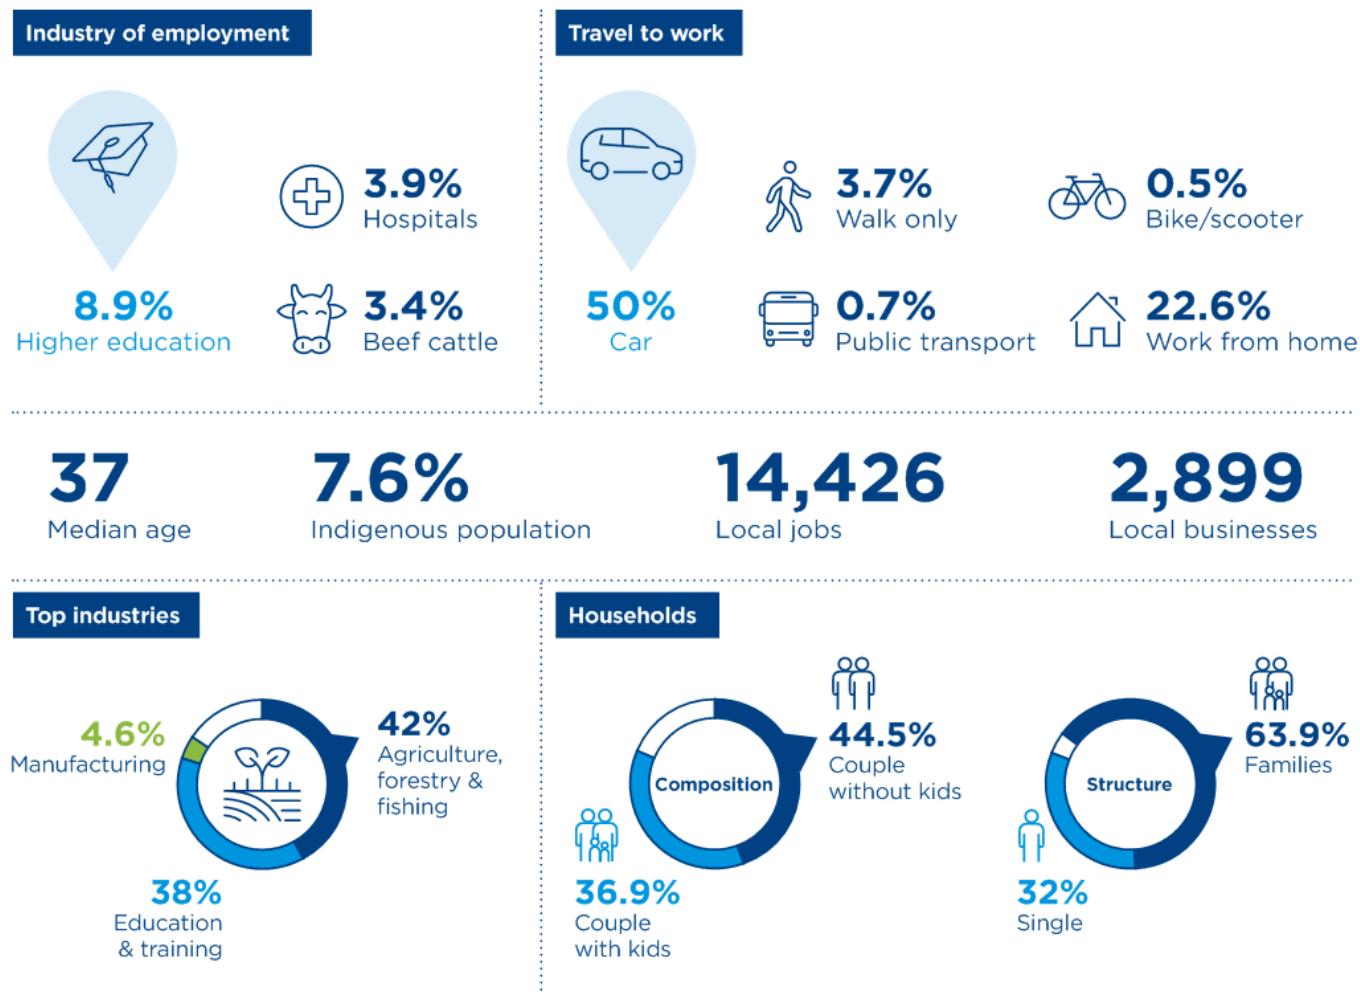 Industry of employment
8.9%
Higher education
3.9%
Hospitals
3.4%
Beef cattle
Travel to work
50%
Car
3.7%
Walk only
0.5%
Bike/scooter
0.7%
Public transport
22.6%
Work from home
37
Median age
7.6%
Indigenous population
14,426
Local jobs
2,899
Local businesses
Top industries
4.6%
Manufacturing
42%
Agriculture,
forestry &
fishing
38%
Education
& training
Households
Composition
44.5%
Couple
without kids
36.9%
Couple
with kids
Structure
63.9%
Families
32%
Single